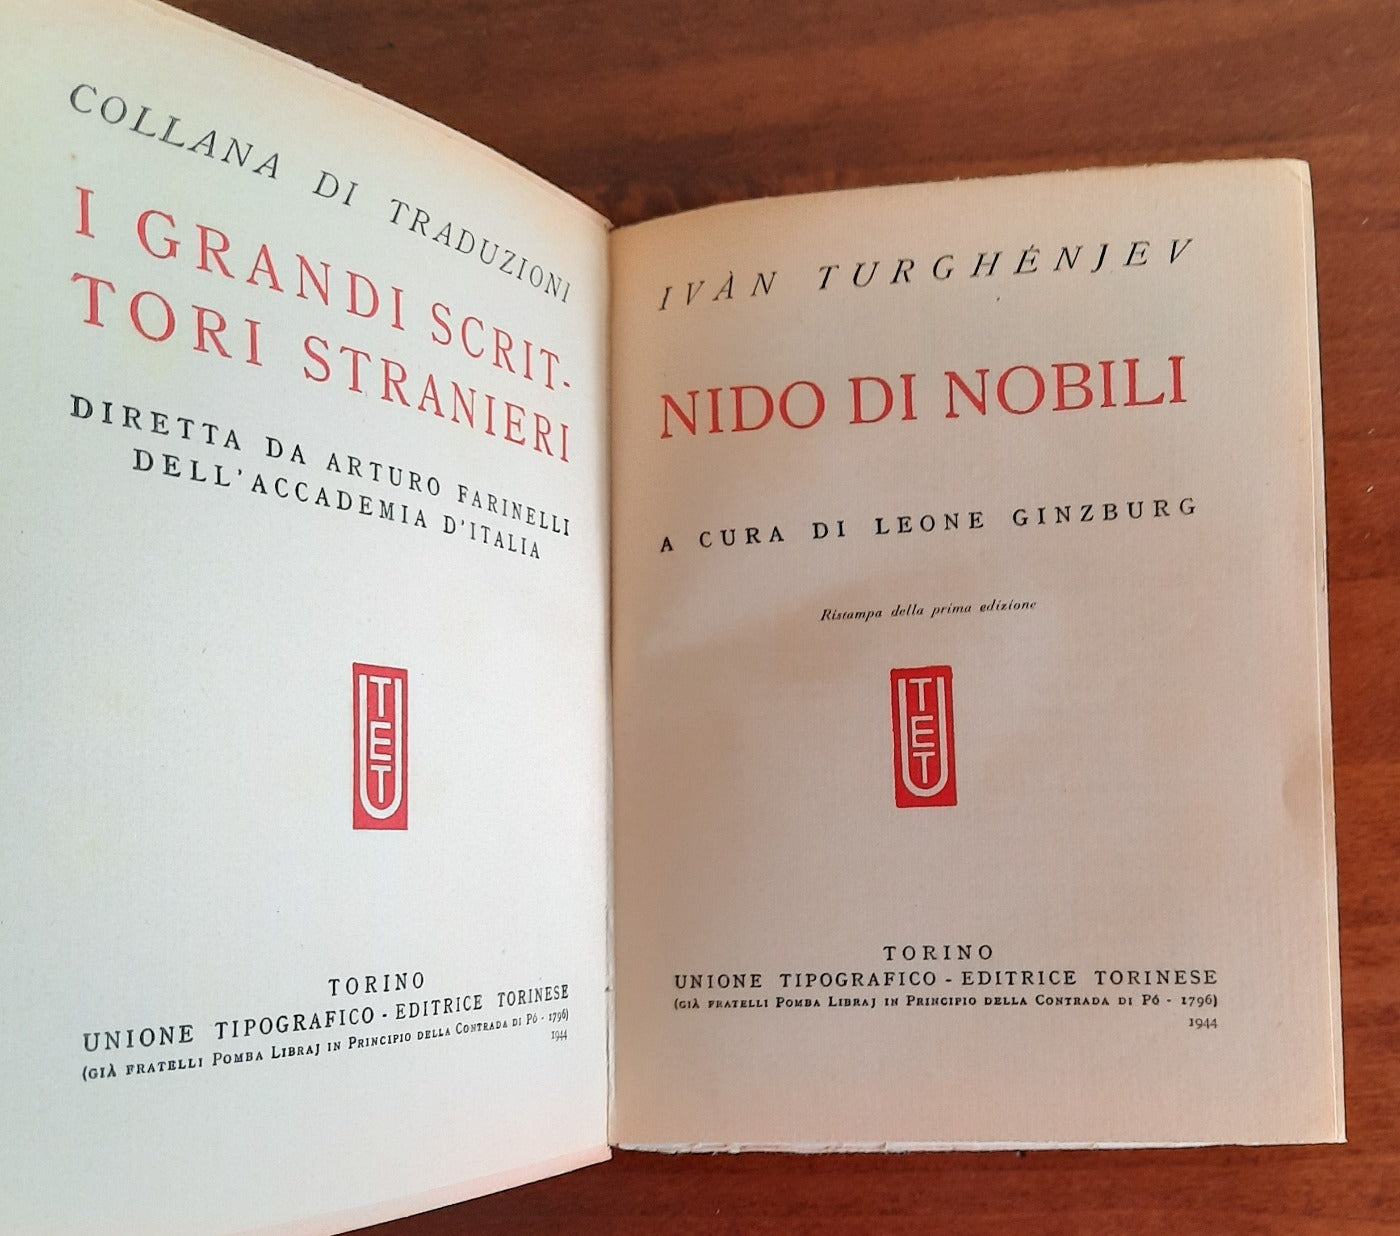 COLLANA DI TRADUZIONI
I GRANDI SCRIT-
TORI STRANIERI
DIRETTA DA ARTURO FARINELLI
DELL'ACCADEMIA D'ITALIA
UTET
TORINO
UNIONE TIPOGRAFICO - EDITRICE TORINESE
(GIÀ FRATELLI POMBA LIBRAJ IN PRINCIPIO DELLA CONTRADA DI PÓ - 1796)
1944
IVÀN TURGHÉNJEV
NIDO DI NOBILI
A CURA DI LEONE GINZBURG
Ristampa della prima edizione
UTET
TORINO
UNIONE TIPOGRAFICO - EDITRICE TORINESE
(GIÀ FRATELLI POMBA LIBRAJ IN PRINCIPIO DELLA CONTRADA DI PÓ - 1796)
1944